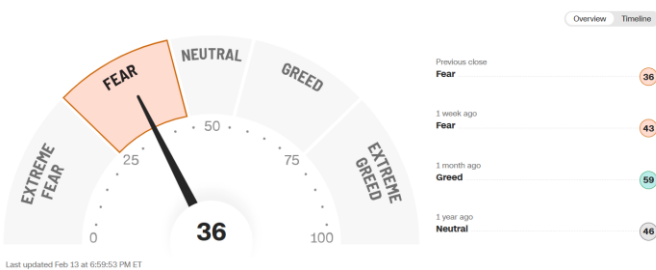 Overview Timeline
EXTREME FEAR
FEAR
NEUTRAL
GREED
EXTREME GREED
0
25
50
75
100
36
Last updated Feb 13 at 6:59:53 PM ET
Previous close
Fear 36
1 week ago
Fear 43
1 month ago
Greed 59
1 year ago
Neutral 46